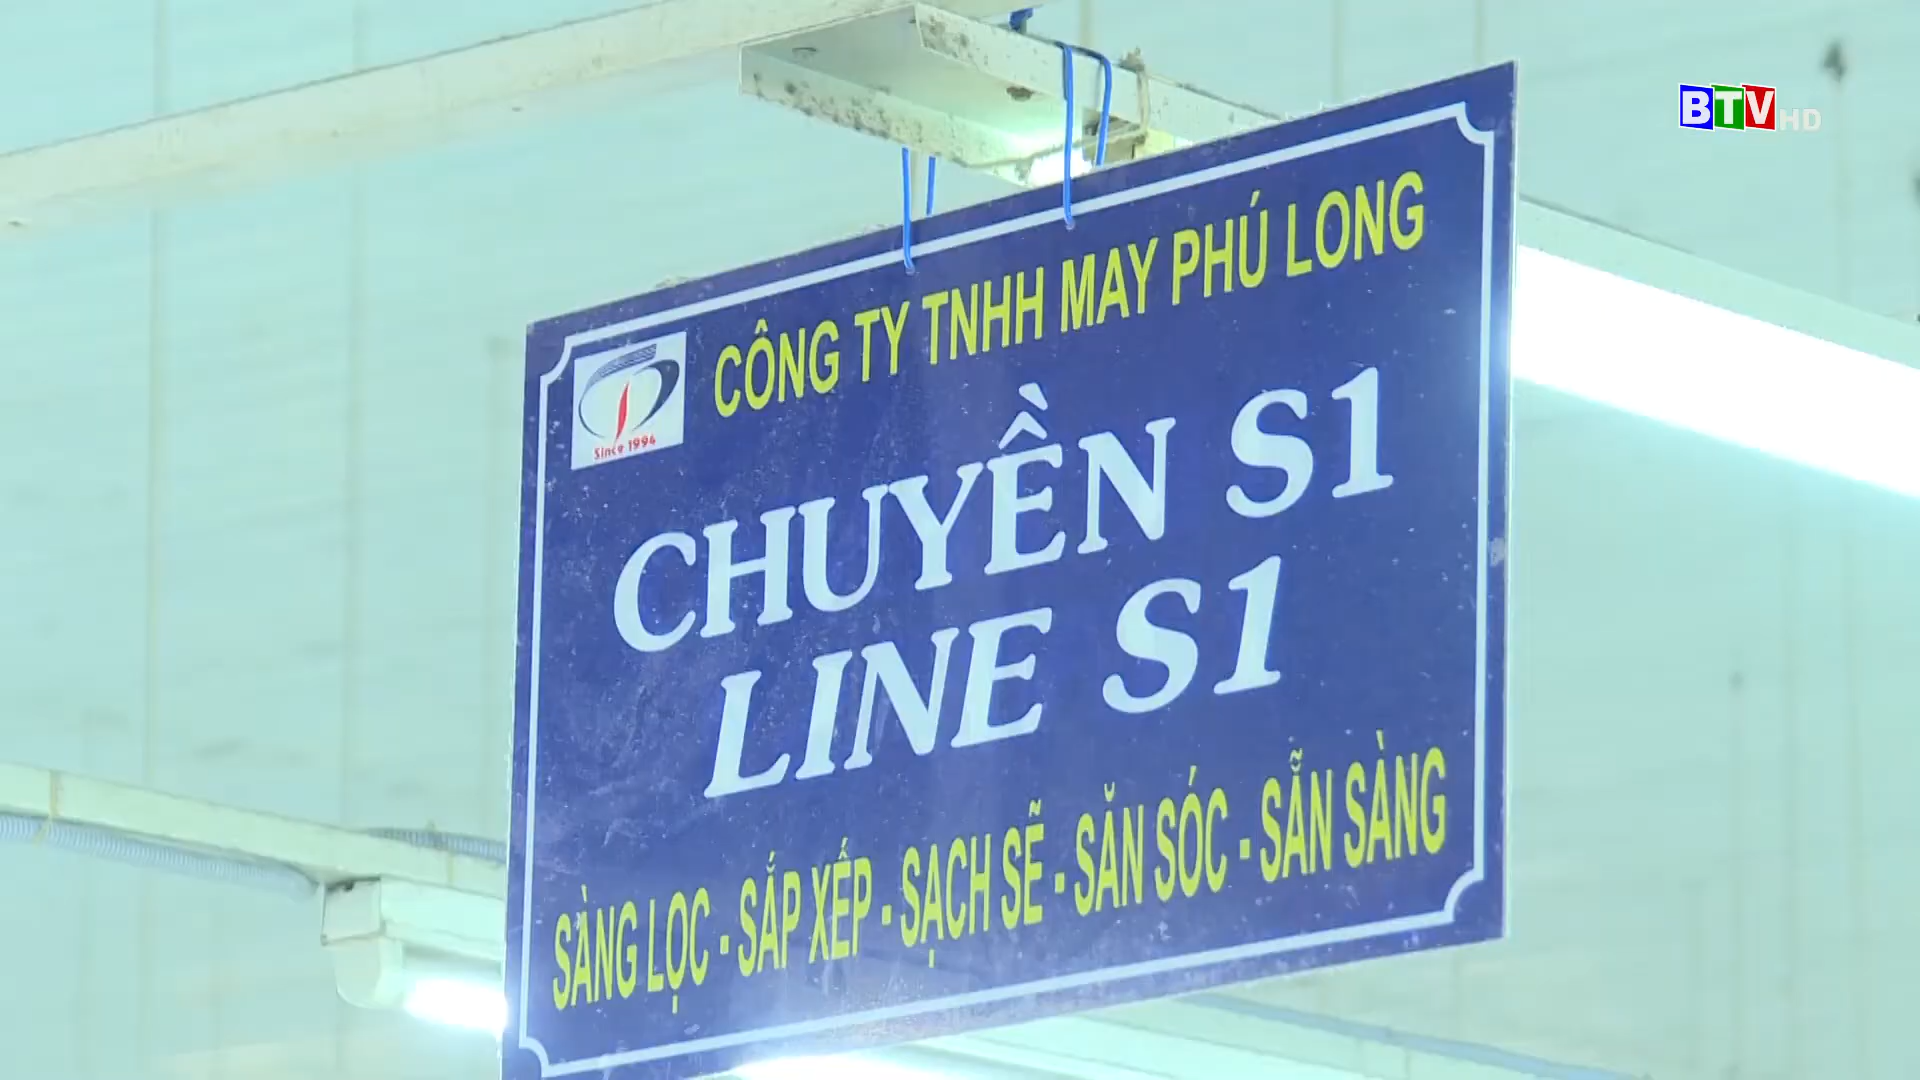 BTV HD
CÔNG TY TNHH MAY PHÚ LONG
Since 1994
CHUYỀN S1
LINE S1
SÀNG LỌC - SẮP XẾP - SẠCH SẼ - SĂN SÓC - SẴN SÀNG